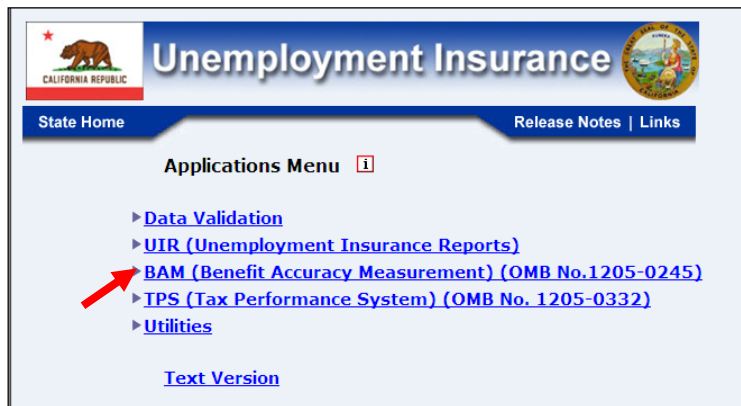 CALIFORNIA REPUBLIC
Unemployment Insurance
State Home
Release Notes | Links
Applications Menu i
Data Validation
UIR (Unemployment Insurance Reports)
BAM (Benefit Accuracy Measurement) (OMB No.1205-0245)
TPS (Tax Performance System) (OMB No. 1205-0332)
Utilities
Text Version